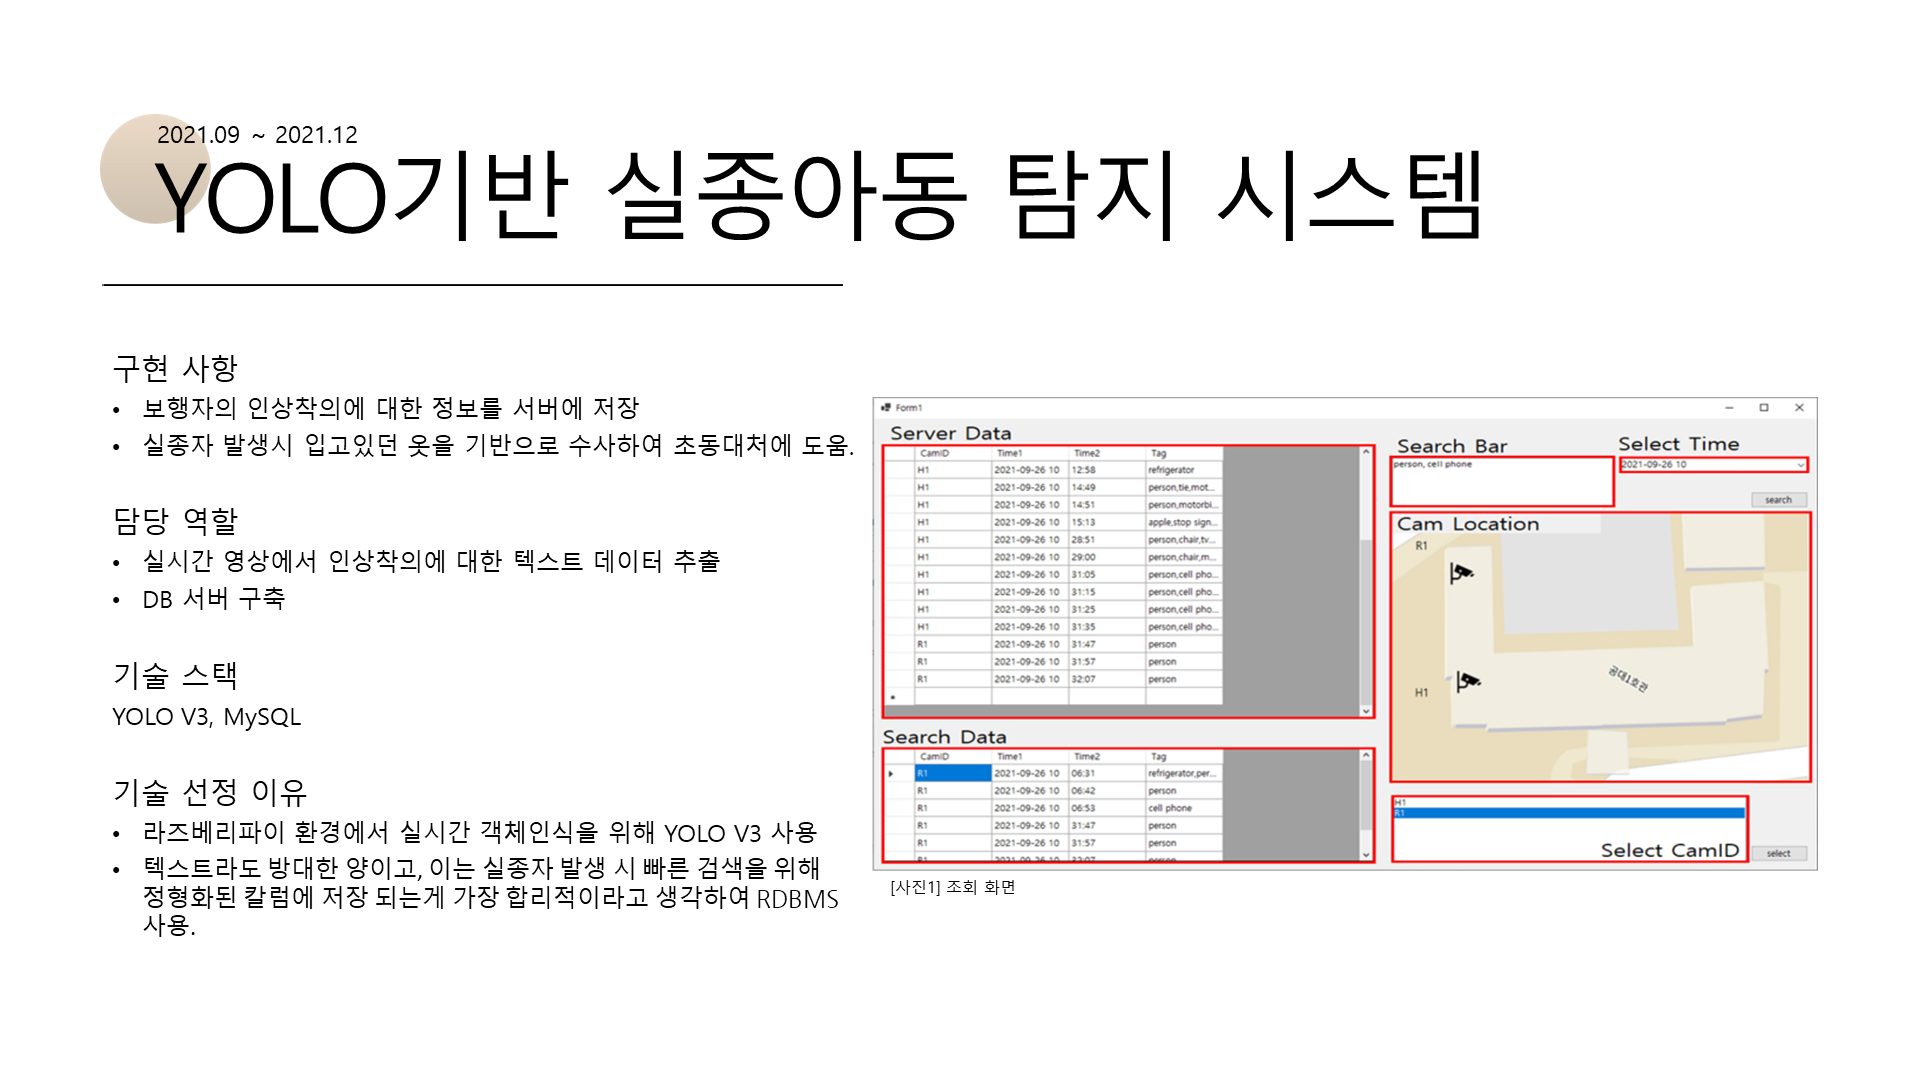 2021.09 ~ 2021.12
YOLO기반 실종아동 탐지 시스템
구현 사항
• 보행자의 인상착의에 대한 정보를 서버에 저장
• 실종자 발생시 입고있던 옷을 기반으로 수사하여 초동대처에 도움.
담당 역할
• 실시간 영상에서 인상착의에 대한 텍스트 데이터 추출
• DB 서버 구축
기술 스택
YOLO V3, MySQL
기술 선정 이유
• 라즈베리파이 환경에서 실시간 객체인식을 위해 YOLO V3 사용
• 텍스트라도 방대한 양이고, 이는 실종자 발생 시 빠른 검색을 위해
정형화된 칼럼에 저장 되는게 가장 합리적이라고 생각하여 RDBMS
사용.
Form1
Server Data
CamID Time1 Time2 Tag
H1 2021-09-26 10 12:58 refrigerator
H1 2021-09-26 10 14:49 person,tie,mot...
H1 2021-09-26 10 14:51 person,motorbi...
H1 2021-09-26 10 15:13 apple,stop sign...
H1 2021-09-26 10 28:51 person,chair,tv...
H1 2021-09-26 10 29:00 person,chair,m...
H1 2021-09-26 10 31:05 person,cell pho...
H1 2021-09-26 10 31:15 person,cell pho...
H1 2021-09-26 10 31:25 person,cell pho...
H1 2021-09-26 10 31:35 person,cell pho...
R1 2021-09-26 10 31:47 person
R1 2021-09-26 10 31:57 person
R1 2021-09-26 10 32:07 person
Search Data
CamID Time1 Time2 Tag
R1 2021-09-26 10 06:31 refrigerator,per...
R1 2021-09-26 10 06:42 person
R1 2021-09-26 10 06:53 cell phone
R1 2021-09-26 10 31:47 person
R1 2021-09-26 10 31:57 person
R1 2021-09-26 10 32:07 person
Search Bar
person, cell phone
Select Time
2021-09-26 10
search
Cam Location
R1
H1
공대1호관
H1
R1
Select CamID
select
[사진1] 조회 화면